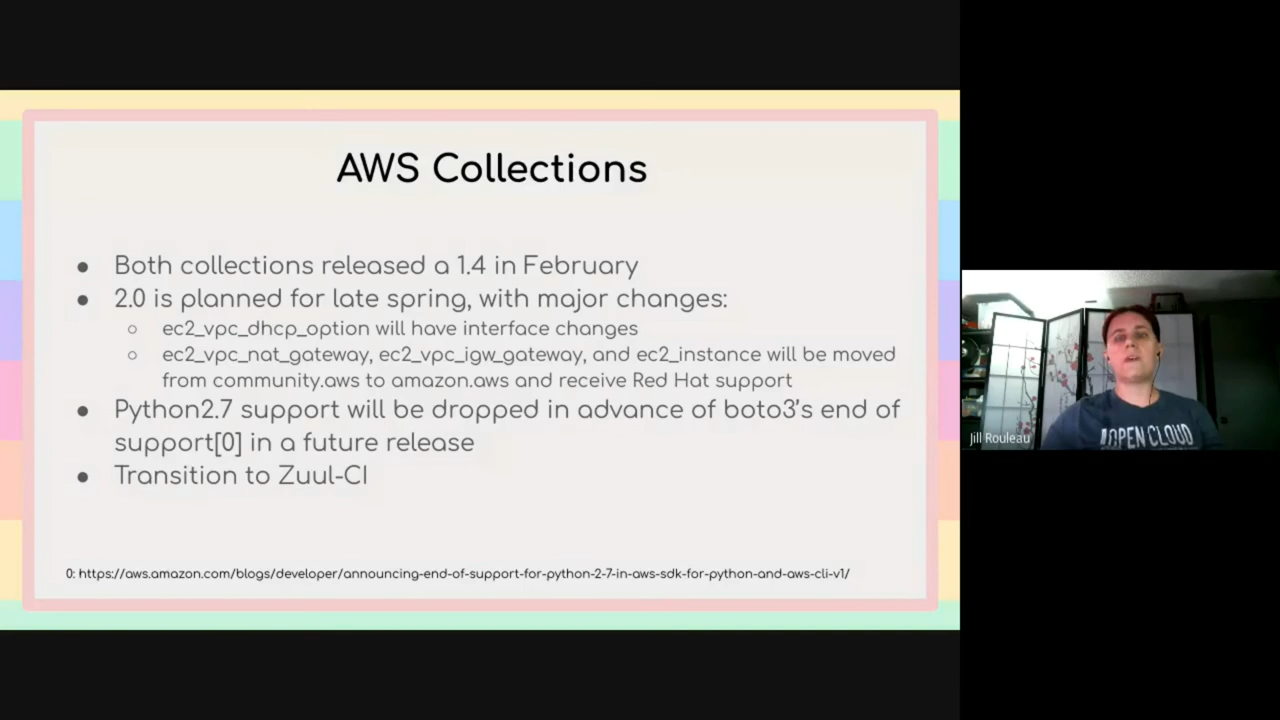 AWS Collections
● Both collections released a 1.4 in February
● 2.0 is planned for late spring, with major changes:
○ ec2_vpc_dhcp_option will have interface changes
○ ec2_vpc_nat_gateway, ec2_vpc_igw_gateway, and ec2_instance will be moved
from community.aws to amazon.aws and receive Red Hat support
● Python2.7 support will be dropped in advance of boto3's end of
support[0] in a future release
● Transition to Zuul-CI
0: https://aws.amazon.com/blogs/developer/announcing-end-of-support-for-python-2-7-in-aws-sdk-for-python-and-aws-cli-v1/
OPEN CLOUD
Jill Rouleau